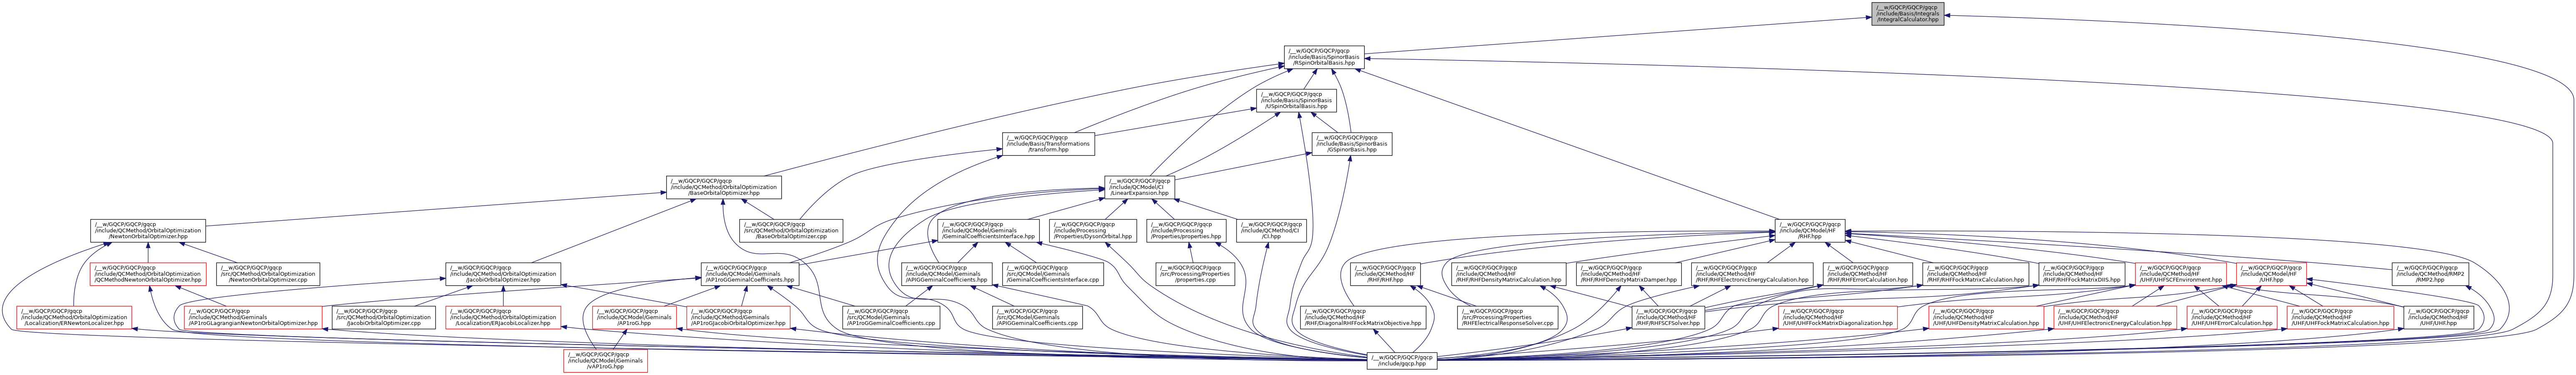 /__w/GQCP/GQCP/gqcp
/include/Basis/Integrals
/IntegralCalculator.hpp
/__w/GQCP/GQCP/gqcp
/include/Basis/SpinorBasis
/RSpinOrbitalBasis.hpp
/__w/GQCP/GQCP/gqcp
/include/Basis/SpinorBasis
/USpinOrbitalBasis.hpp
/__w/GQCP/GQCP/gqcp
/include/Basis/Transformations
/transform.hpp
/__w/GQCP/GQCP/gqcp
/include/Basis/SpinorBasis
/GSpinorBasis.hpp
/__w/GQCP/GQCP/gqcp
/include/QCMethod/OrbitalOptimization
/BaseOrbitalOptimizer.hpp
/__w/GQCP/GQCP/gqcp
/include/QCModel/CI
/LinearExpansion.hpp
/__w/GQCP/GQCP/gqcp
/include/QCMethod/OrbitalOptimization
/NewtonOrbitalOptimizer.hpp
/__w/GQCP/GQCP/gqcp
/src/QCMethod/OrbitalOptimization
/BaseOrbitalOptimizer.cpp
/__w/GQCP/GQCP/gqcp
/include/QCModel/Geminals
/GeminalCoefficientsInterface.hpp
/__w/GQCP/GQCP/gqcp
/include/Processing
/Properties/DysonOrbital.hpp
/__w/GQCP/GQCP/gqcp
/include/Processing
/Properties/properties.hpp
/__w/GQCP/GQCP/gqcp
/include/QCMethod/CI
/CI.hpp
/__w/GQCP/GQCP/gqcp
/include/QCModel/HF
/RHF.hpp
/__w/GQCP/GQCP/gqcp
/include/QCMethod/OrbitalOptimization
/QCMethodNewtonOrbitalOptimizer.hpp
/__w/GQCP/GQCP/gqcp
/src/QCMethod/OrbitalOptimization
/NewtonOrbitalOptimizer.cpp
/__w/GQCP/GQCP/gqcp
/include/QCMethod/OrbitalOptimization
/JacobiOrbitalOptimizer.hpp
/__w/GQCP/GQCP/gqcp
/include/QCModel/Geminals
/AP1roGGeminalCoefficients.hpp
/__w/GQCP/GQCP/gqcp
/include/QCModel/Geminals
/APIGGeminalCoefficients.hpp
/__w/GQCP/GQCP/gqcp
/src/QCModel/Geminals
/GeminalCoefficientsInterface.cpp
/__w/GQCP/GQCP/gqcp
/src/Processing/Properties
/properties.cpp
/__w/GQCP/GQCP/gqcp
/include/QCMethod/HF
/RHF/RHF.hpp
/__w/GQCP/GQCP/gqcp
/include/QCMethod/HF
/RHF/RHFDensityMatrixCalculation.hpp
/__w/GQCP/GQCP/gqcp
/include/QCMethod/HF
/RHF/RHFDensityMatrixDamper.hpp
/__w/GQCP/GQCP/gqcp
/include/QCMethod/HF
/RHF/RHFElectronicEnergyCalculation.hpp
/__w/GQCP/GQCP/gqcp
/include/QCMethod/HF
/RHF/RHFErrorCalculation.hpp
/__w/GQCP/GQCP/gqcp
/include/QCMethod/HF
/RHF/RHFFockMatrixCalculation.hpp
/__w/GQCP/GQCP/gqcp
/include/QCMethod/HF
/RHF/RHFFockMatrixDIIS.hpp
/__w/GQCP/GQCP/gqcp
/include/QCMethod/HF
/UHF/UHFSCFEnvironment.hpp
/__w/GQCP/GQCP/gqcp
/include/QCModel/HF
/UHF.hpp
/__w/GQCP/GQCP/gqcp
/include/QCMethod/RMP2
/RMP2.hpp
/__w/GQCP/GQCP/gqcp
/include/QCMethod/OrbitalOptimization
/Localization/ERNewtonLocalizer.hpp
/__w/GQCP/GQCP/gqcp
/include/QCMethod/Geminals
/AP1roGLagrangianNewtonOrbitalOptimizer.hpp
/__w/GQCP/GQCP/gqcp
/src/QCMethod/OrbitalOptimization
/JacobiOrbitalOptimizer.cpp
/__w/GQCP/GQCP/gqcp
/include/QCMethod/OrbitalOptimization
/Localization/ERJacobiLocalizer.hpp
/__w/GQCP/GQCP/gqcp
/include/QCModel/Geminals
/AP1roG.hpp
/__w/GQCP/GQCP/gqcp
/include/QCMethod/Geminals
/AP1roGJacobiOrbitalOptimizer.hpp
/__w/GQCP/GQCP/gqcp
/src/QCModel/Geminals
/AP1roGGeminalCoefficients.cpp
/__w/GQCP/GQCP/gqcp
/src/QCModel/Geminals
/APIGGeminalCoefficients.cpp
/__w/GQCP/GQCP/gqcp
/include/QCMethod/HF
/RHF/DiagonalRHFFockMatrixObjective.hpp
/__w/GQCP/GQCP/gqcp
/src/Processing/Properties
/RHFElectricalResponseSolver.cpp
/__w/GQCP/GQCP/gqcp
/include/QCMethod/HF
/RHF/RHFSCFSolver.hpp
/__w/GQCP/GQCP/gqcp
/include/QCMethod/HF
/UHF/UHFFockMatrixDiagonalization.hpp
/__w/GQCP/GQCP/gqcp
/include/QCMethod/HF
/UHF/UHFDensityMatrixCalculation.hpp
/__w/GQCP/GQCP/gqcp
/include/QCMethod/HF
/UHF/UHFElectronicEnergyCalculation.hpp
/__w/GQCP/GQCP/gqcp
/include/QCMethod/HF
/UHF/UHFErrorCalculation.hpp
/__w/GQCP/GQCP/gqcp
/include/QCMethod/HF
/UHF/UHFFockMatrixCalculation.hpp
/__w/GQCP/GQCP/gqcp
/include/QCMethod/HF
/UHF/UHF.hpp
/__w/GQCP/GQCP/gqcp
/include/QCModel/Geminals
/vAP1roG.hpp
/__w/GQCP/GQCP/gqcp
/include/gqcp.hpp